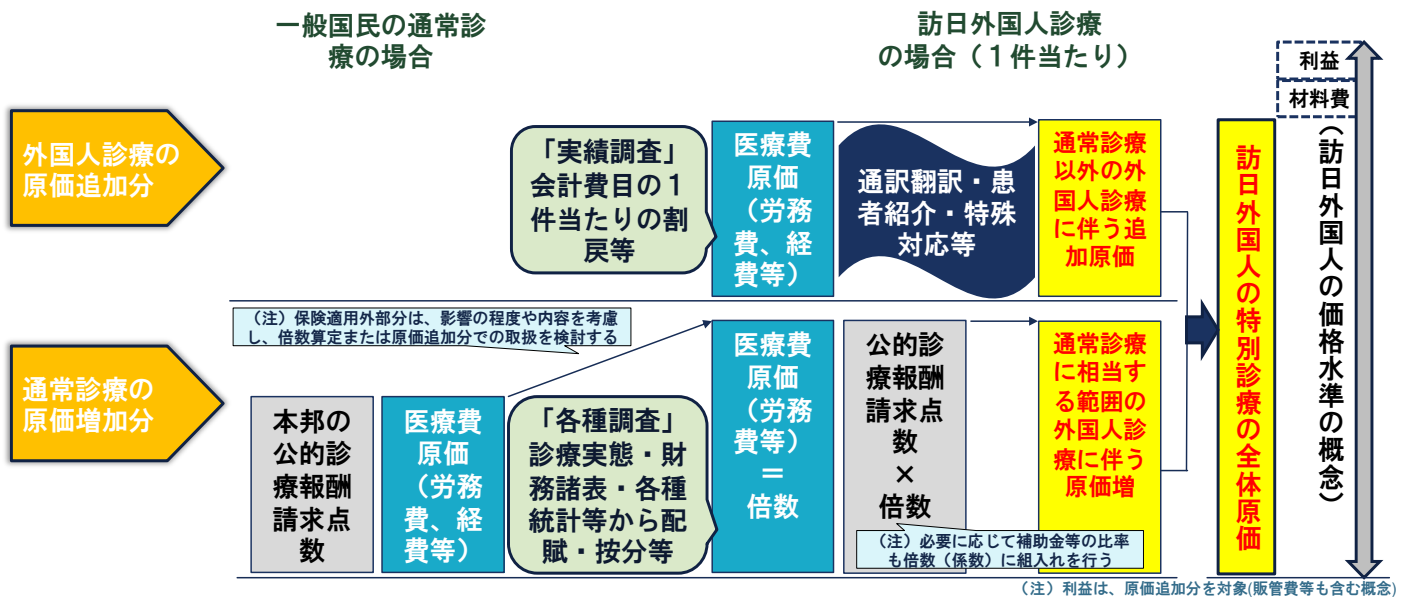 一般国民の通常診
療の場合
訪日外国人診療
の場合（１件当たり）
利益
材料費
外国人診療の
原価追加分
「実績調査」
会計費目の１
件当たりの割
戻等
医療費
原価
（労務
費、経
費等）
通訳翻訳・患
者紹介・特殊
対応等
通常診療
以外の外
国人診療
に伴う追
加原価
（注）保険適用外部分は、影響の程度や内容を考慮
し、倍数算定または原価追加分での取扱を検討する
通常診療の
原価増加分
本邦の
公的診
療報酬
請求点
数
医療費
原価
（労務
費、経
費等）
「各種調査」
診療実態・財
務諸表・各種
統計等から配
賦・按分等
医療費
原価
（労務
費等）
＝
倍数
公的診
療報酬
請求点
数
×
倍数
（注）必要に応じて補助金等の比率
も倍数（係数）に組入れを行う
通常診療
に相当す
る範囲の
外国人診
療に伴う
原価増
訪日外国人の特別診療の全体原価
（訪日外国人の価格水準の概念）
（注）利益は、原価追加分を対象(販管費等も含む概念)